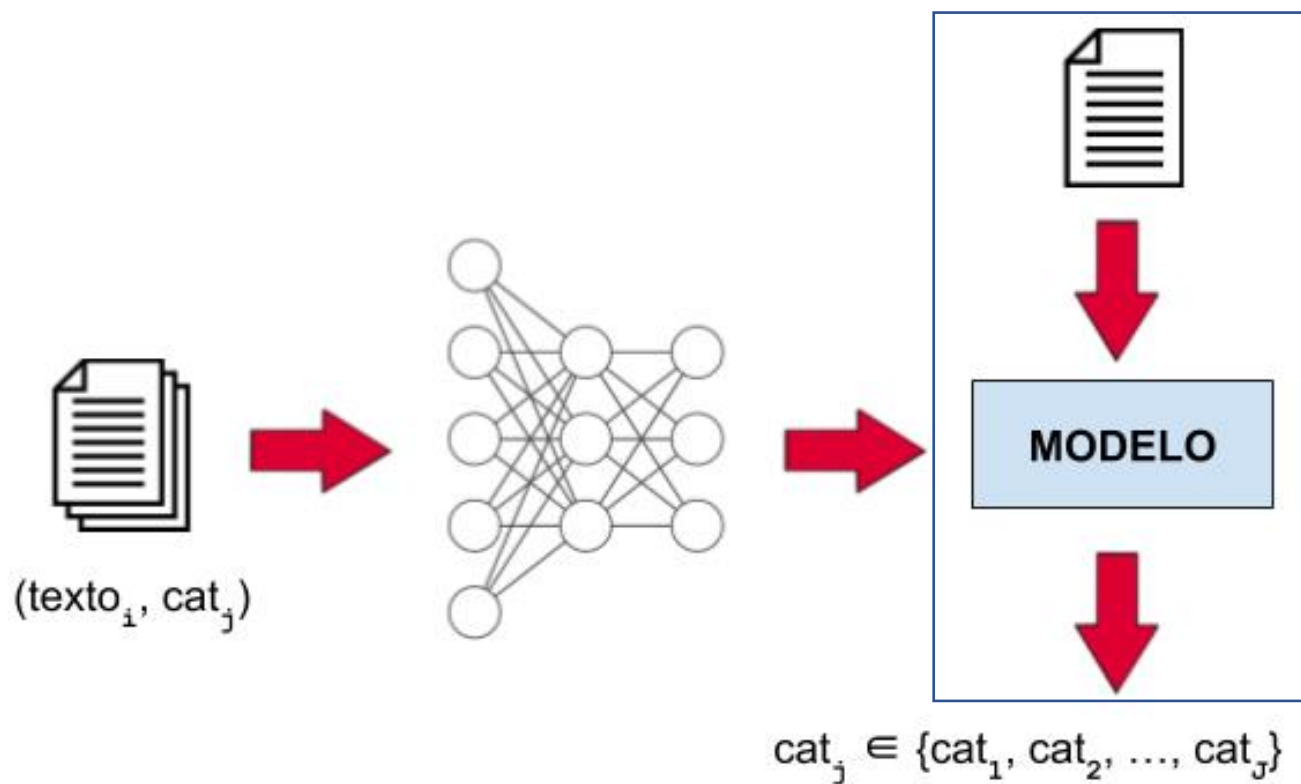 MODELO
(texto_i, cat_j)
cat_j ∈ {cat_1, cat_2, ..., cat_J}